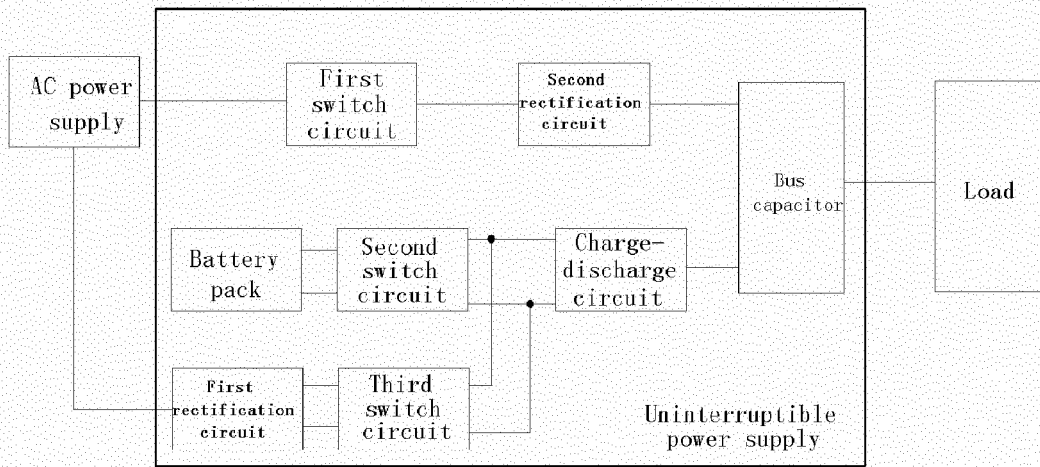 AC power
supply
First
switch
circuit
Second
rectification
circuit
Bus
capacitor
Load
Battery
pack
Second
switch
circuit
Charge-
discharge
circuit
First
rectification
circuit
Third
switch
circuit
Uninterruptible
power supply